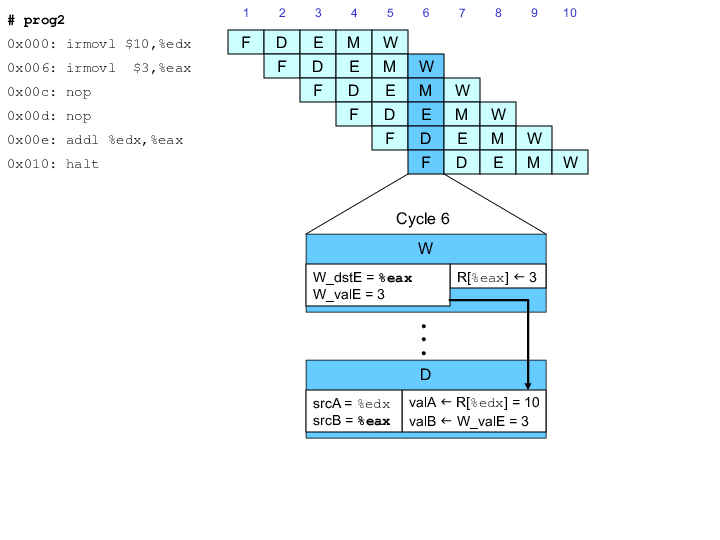 1 2 3 4 5 6 7 8 9 10
# prog2
0x000: irmovl $10,%edx F D E M W
0x006: irmovl  $3,%eax F D E M W
0x00c: nop F D E M W
0x00d: nop F D E M W
0x00e: addl %edx,%eax F D E M W
0x010: halt F D E M W
Cycle 6
W
W_dstE = %eax R[%eax] ← 3
W_valE = 3
D
srcA = %edx valA ← R[%edx] = 10
srcB = %eax valB ← W_valE = 3